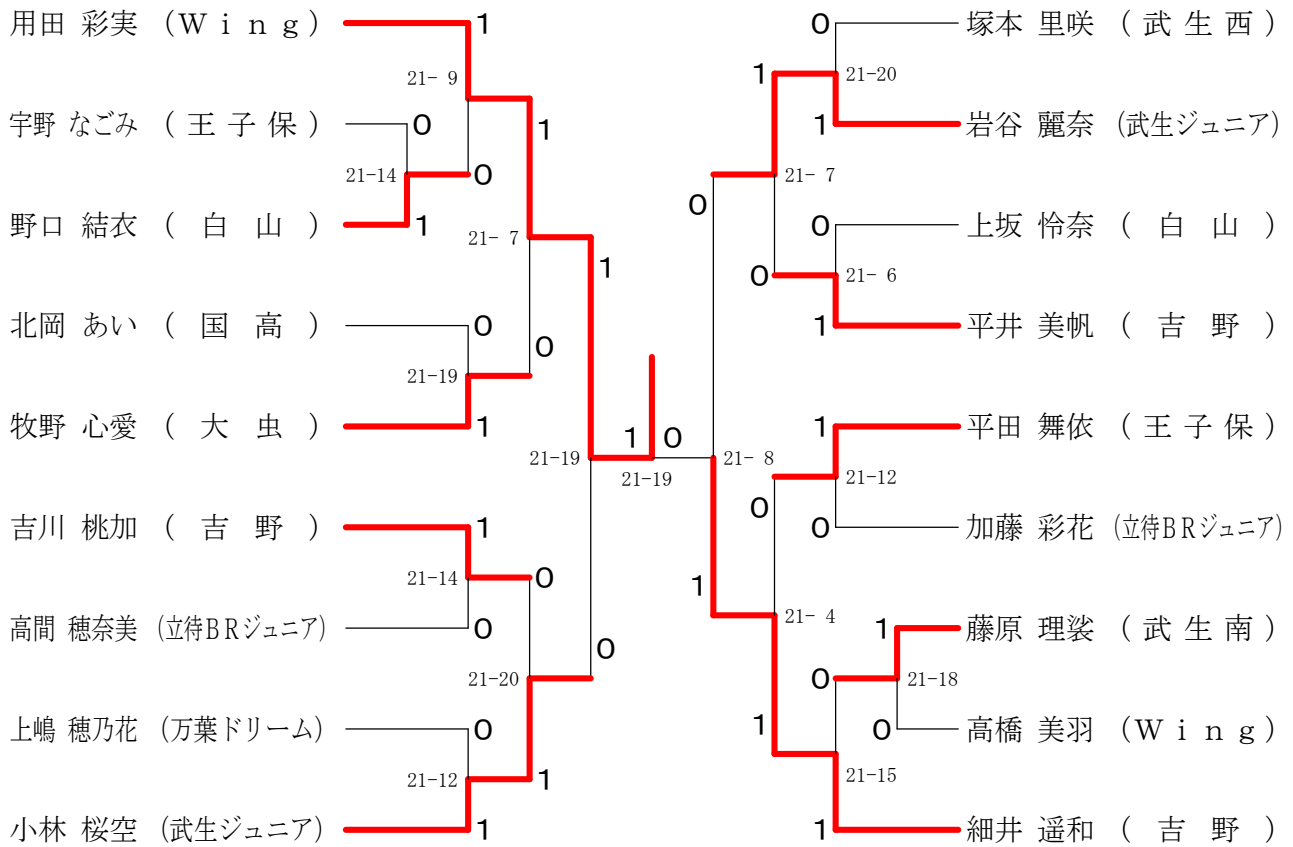 用田 彩実 (Ｗｉｎｇ)
1
21- 9
宇野 なごみ (王子保)
0
1
21-14
0
野口 結衣 (白山)
1
21- 7
1
北岡 あい (国高)
0
0
21-19
牧野 心愛 (大虫)
1
21-19
1
0
21-19
吉川 桃加 (吉野)
1
21-14
0
高間 穂奈美 (立待ＢＲジュニア)
0
0
21-20
上嶋 穂乃花 (万葉ドリーム)
0
21-12
1
小林 桜空 (武生ジュニア)
1
0
塚本 里咲 (武生西)
1
21-20
1
岩谷 麗奈 (武生ジュニア)
21- 7
0
0
上坂 怜奈 (白山)
0
21- 6
1
平井 美帆 (吉野)
1
平田 舞依 (王子保)
21- 8
21-12
0
0
加藤 彩花 (立待ＢＲジュニア)
1
21- 4
1
藤原 理裟 (武生南)
0
21-18
1
0
高橋 美羽 (Ｗｉｎｇ)
21-15
1
細井 遥和 (吉野)